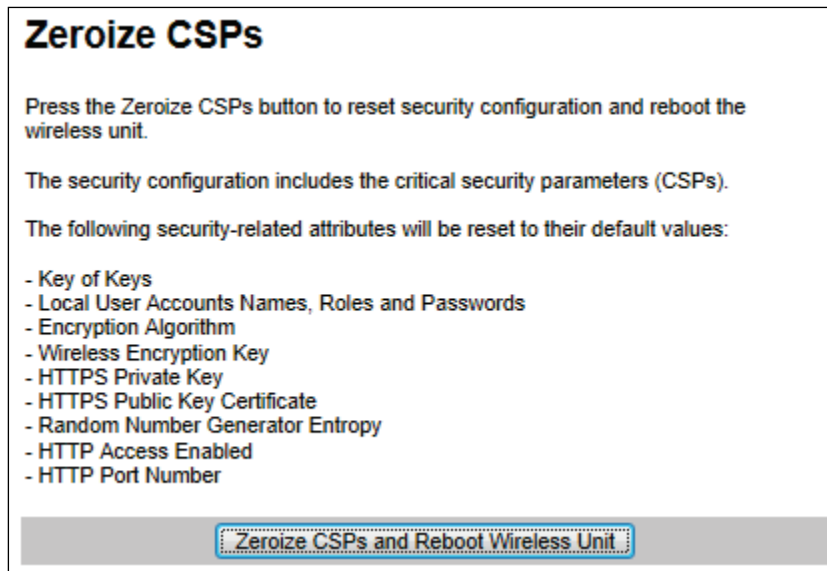 Zeroize CSPs
Press the Zeroize CSPs button to reset security configuration and reboot the
wireless unit.
The security configuration includes the critical security parameters (CSPs).
The following security-related attributes will be reset to their default values:
- Key of Keys
- Local User Accounts Names, Roles and Passwords
- Encryption Algorithm
- Wireless Encryption Key
- HTTPS Private Key
- HTTPS Public Key Certificate
- Random Number Generator Entropy
- HTTP Access Enabled
- HTTP Port Number
Zeroize CSPs and Reboot Wireless Unit